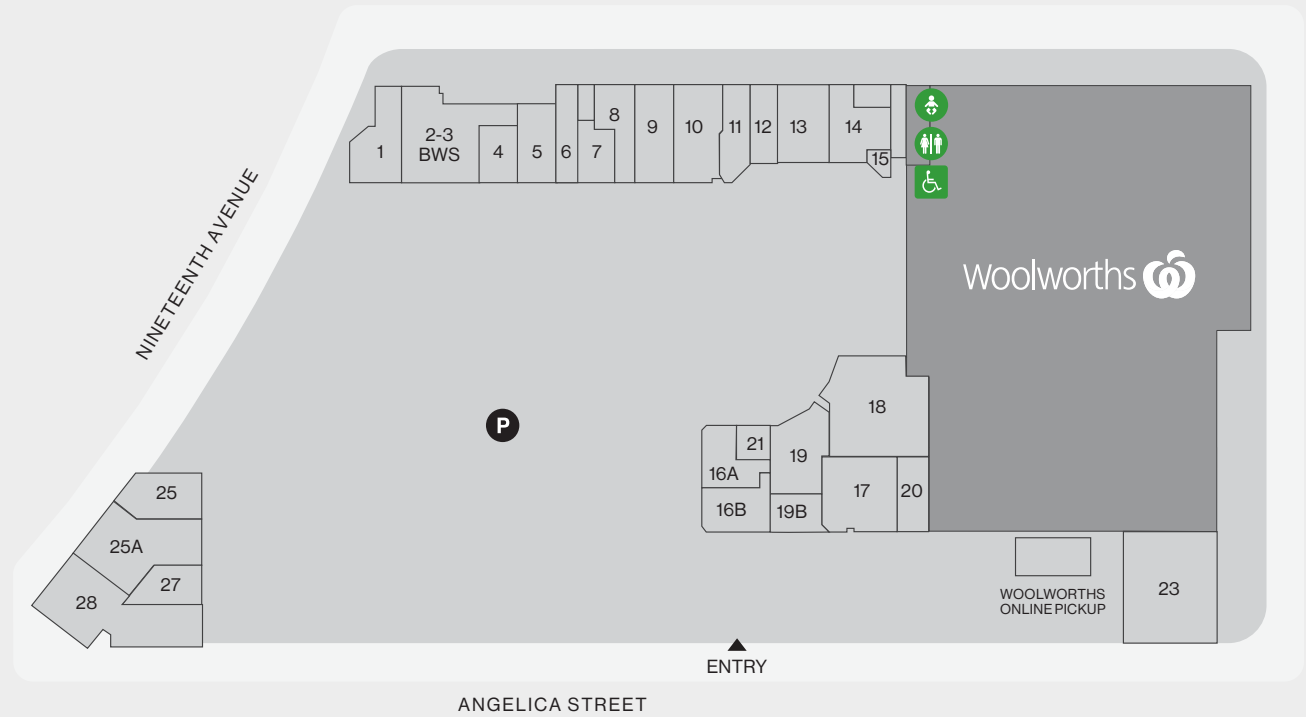 8
2-3
BWS
1
4
5
6
7
9
10
11
12
13
14
15
NINETEENTH AVENUE
Woolworths
P
18
21
19
16A
17
20
16B
19B
25
25A
27
28
23
WOOLWORTHS
ONLINE PICKUP
ENTRY
ANGELICA STREET